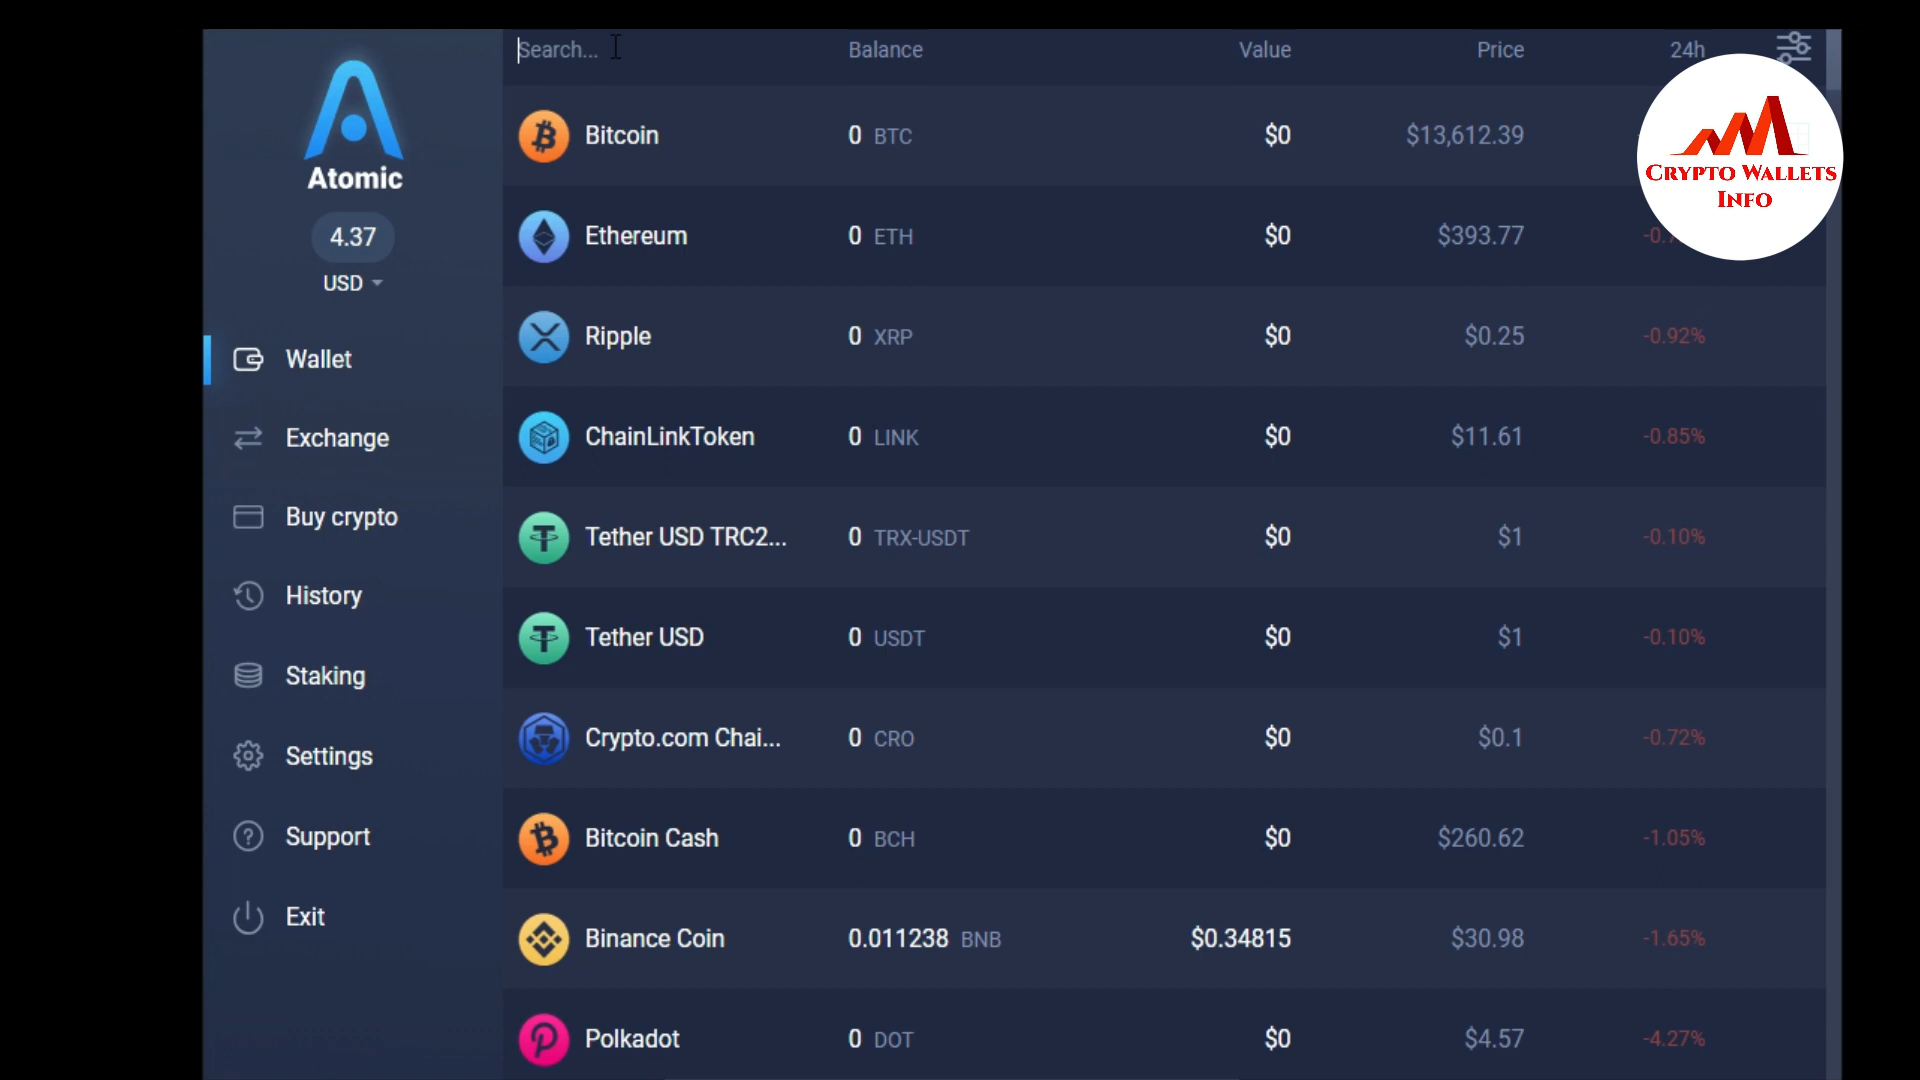 Search... Balance Value Price 24h
Atomic
4.37
USD
Wallet
Exchange
Buy crypto
History
Staking
Settings
Support
Exit
Bitcoin 0 BTC $0 $13,612.39
Ethereum 0 ETH $0 $393.77
Ripple 0 XRP $0 $0.25 -0.92%
ChainLinkToken 0 LINK $0 $11.61 -0.85%
Tether USD TRC2... 0 TRX-USDT $0 $1 -0.10%
Tether USD 0 USDT $0 $1 -0.10%
Crypto.com Chai... 0 CRO $0 $0.1 -0.72%
Bitcoin Cash 0 BCH $0 $260.62 -1.05%
Binance Coin 0.011238 BNB $0.34815 $30.98 -1.65%
Polkadot 0 DOT $0 $4.57 -4.27%
Crypto Wallets
Info